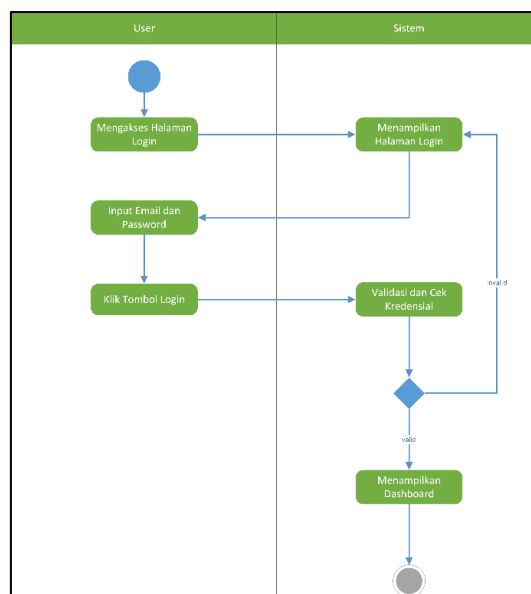 User
Sistem
Mengakses Halaman
Login
Menampilkan
Halaman Login
Input Email dan
Password
Klik Tombol Login
Validasi dan Cek
Kredensial
invalid
valid
Menampilkan
Dashboard